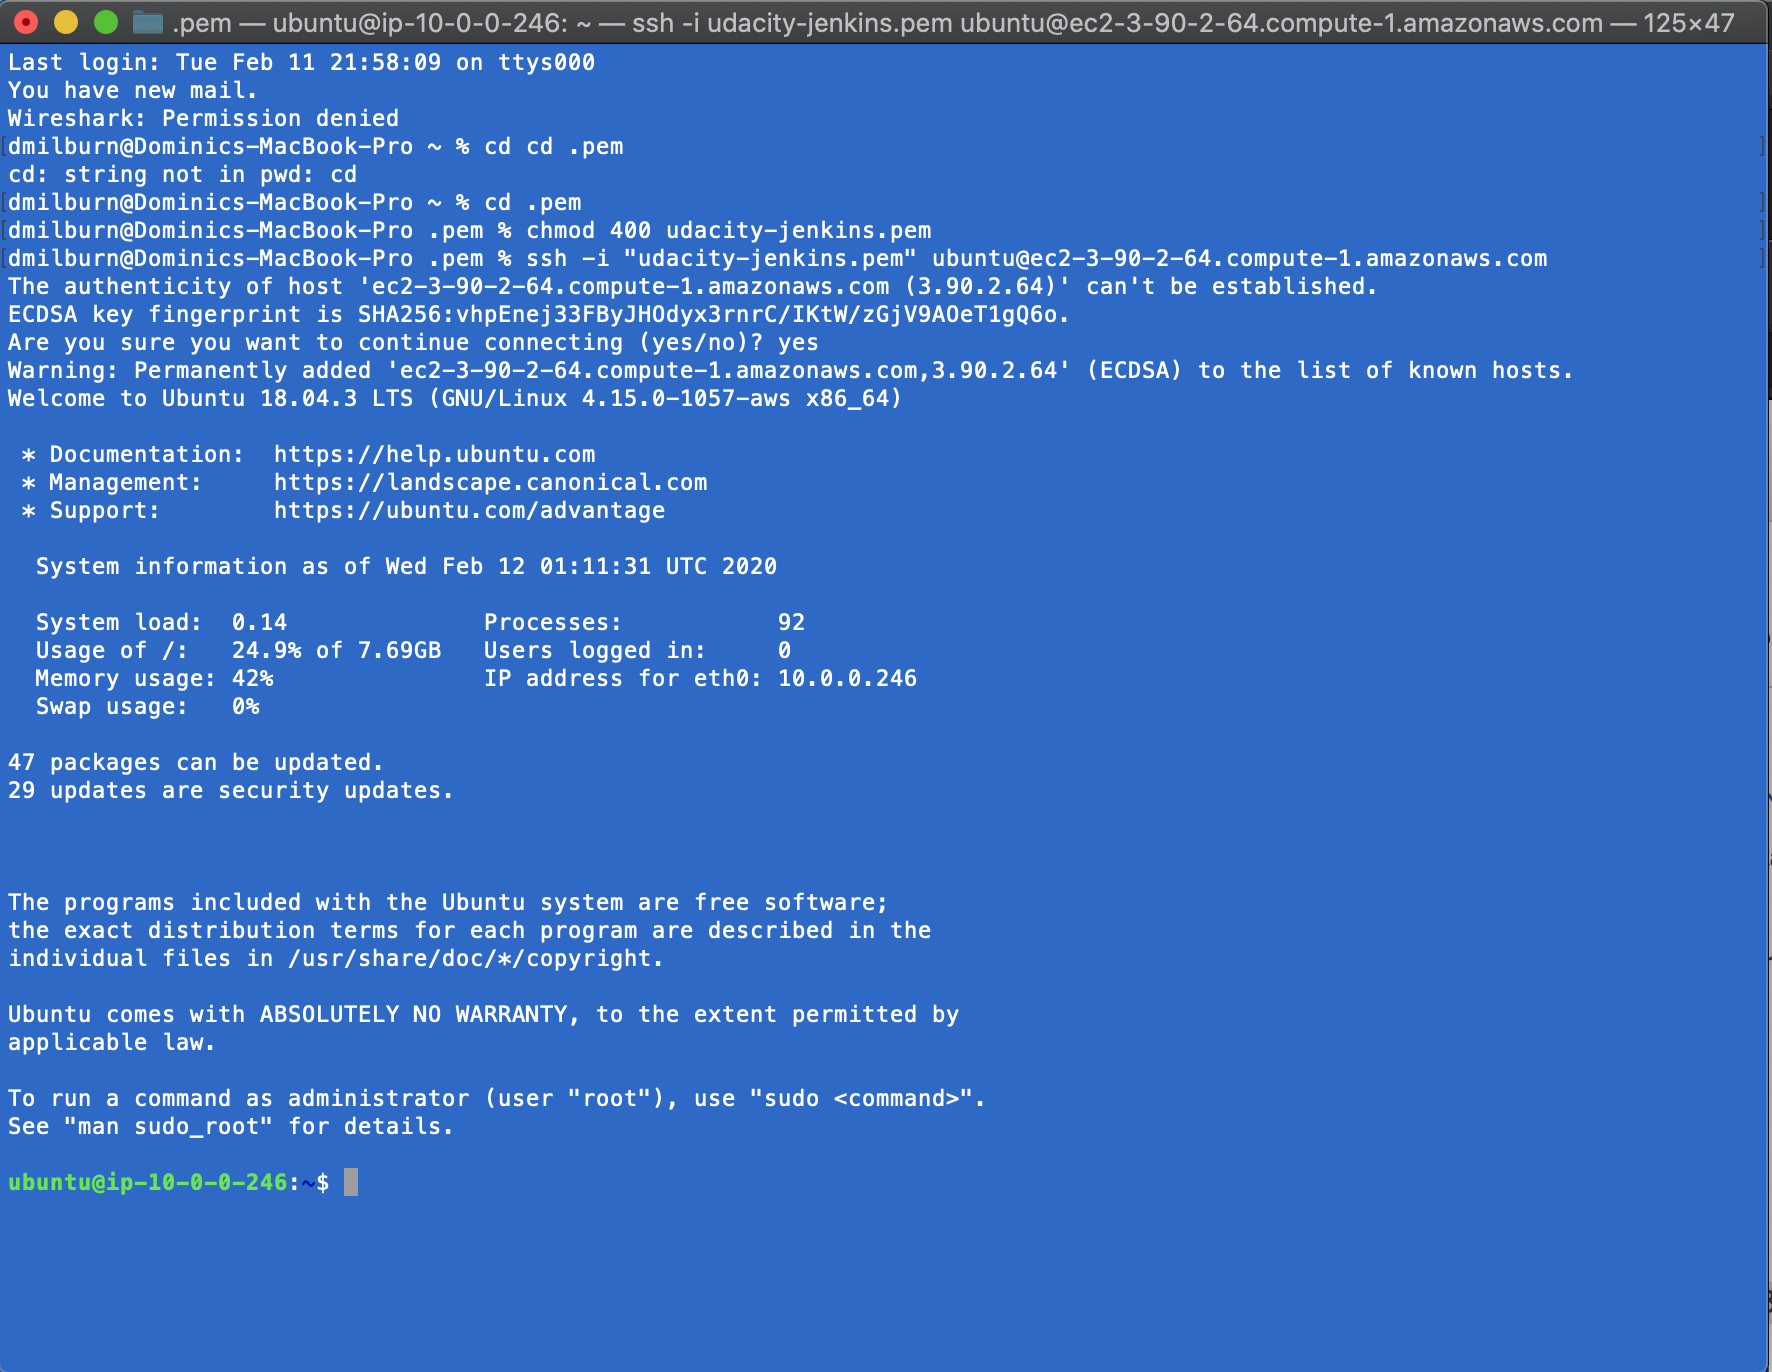 .pem — ubuntu@ip-10-0-0-246: ~ — ssh -i udacity-jenkins.pem ubuntu@ec2-3-90-2-64.compute-1.amazonaws.com — 125×47
Last login: Tue Feb 11 21:58:09 on ttys000
You have new mail.
Wireshark: Permission denied
[dmilburn@Dominics-MacBook-Pro ~ % cd cd .pem ]
cd: string not in pwd: cd
[dmilburn@Dominics-MacBook-Pro ~ % cd .pem ]
[dmilburn@Dominics-MacBook-Pro .pem % chmod 400 udacity-jenkins.pem ]
[dmilburn@Dominics-MacBook-Pro .pem % ssh -i "udacity-jenkins.pem" ubuntu@ec2-3-90-2-64.compute-1.amazonaws.com ]
The authenticity of host 'ec2-3-90-2-64.compute-1.amazonaws.com (3.90.2.64)' can't be established.
ECDSA key fingerprint is SHA256:vhpEnej33FByJHOdyx3rnrC/IKtW/zGjV9AOeT1gQ6o.
Are you sure you want to continue connecting (yes/no)? yes
Warning: Permanently added 'ec2-3-90-2-64.compute-1.amazonaws.com,3.90.2.64' (ECDSA) to the list of known hosts.
Welcome to Ubuntu 18.04.3 LTS (GNU/Linux 4.15.0-1057-aws x86_64)
* Documentation:  https://help.ubuntu.com
* Management:     https://landscape.canonical.com
* Support:        https://ubuntu.com/advantage
System information as of Wed Feb 12 01:11:31 UTC 2020
System load:  0.14              Processes:           92
Usage of /:   24.9% of 7.69GB   Users logged in:     0
Memory usage: 42%               IP address for eth0: 10.0.0.246
Swap usage:   0%
47 packages can be updated.
29 updates are security updates.
The programs included with the Ubuntu system are free software;
the exact distribution terms for each program are described in the
individual files in /usr/share/doc/*/copyright.
Ubuntu comes with ABSOLUTELY NO WARRANTY, to the extent permitted by
applicable law.
To run a command as administrator (user "root"), use "sudo <command>".
See "man sudo_root" for details.
ubuntu@ip-10-0-0-246:~$